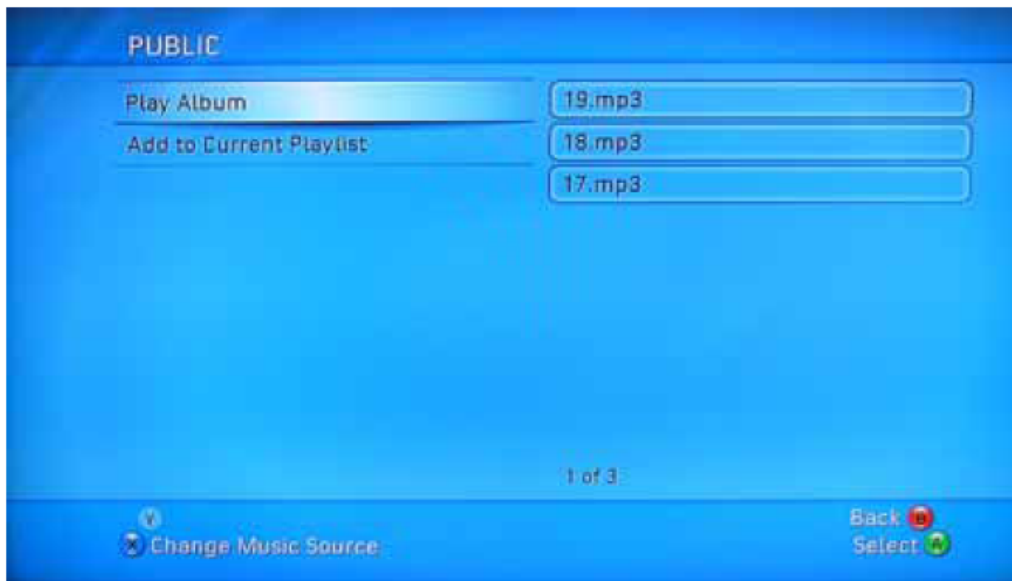 PUBLIC
Play Album
Add to Current Playlist
19.mp3
18.mp3
17.mp3
1 of 3
Y
X Change Music Source
Back B
Select A